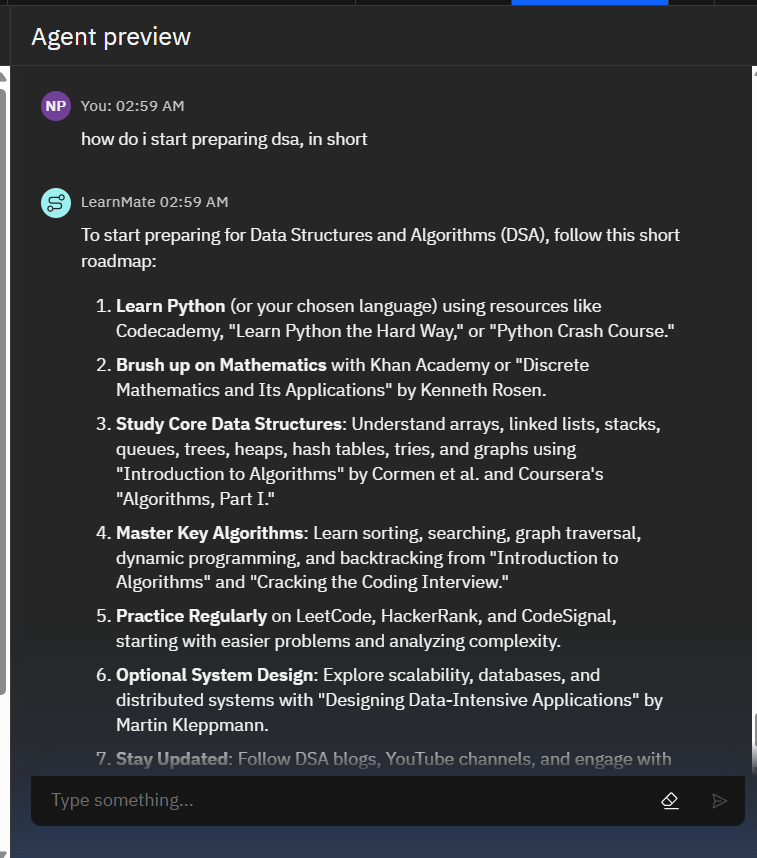 Agent preview
NP
You: 02:59 AM
how do i start preparing dsa, in short
LearnMate 02:59 AM
To start preparing for Data Structures and Algorithms (DSA), follow this short
roadmap:
1. Learn Python (or your chosen language) using resources like
Codecademy, "Learn Python the Hard Way," or "Python Crash Course."
2. Brush up on Mathematics with Khan Academy or "Discrete
Mathematics and Its Applications" by Kenneth Rosen.
3. Study Core Data Structures: Understand arrays, linked lists, stacks,
queues, trees, heaps, hash tables, tries, and graphs using
"Introduction to Algorithms" by Cormen et al. and Coursera's
"Algorithms, Part I."
4. Master Key Algorithms: Learn sorting, searching, graph traversal,
dynamic programming, and backtracking from "Introduction to
Algorithms" and "Cracking the Coding Interview."
5. Practice Regularly on LeetCode, HackerRank, and CodeSignal,
starting with easier problems and analyzing complexity.
6. Optional System Design: Explore scalability, databases, and
distributed systems with "Designing Data-Intensive Applications" by
Martin Kleppmann.
7. Stay Updated: Follow DSA blogs, YouTube channels, and engage with
Type something...